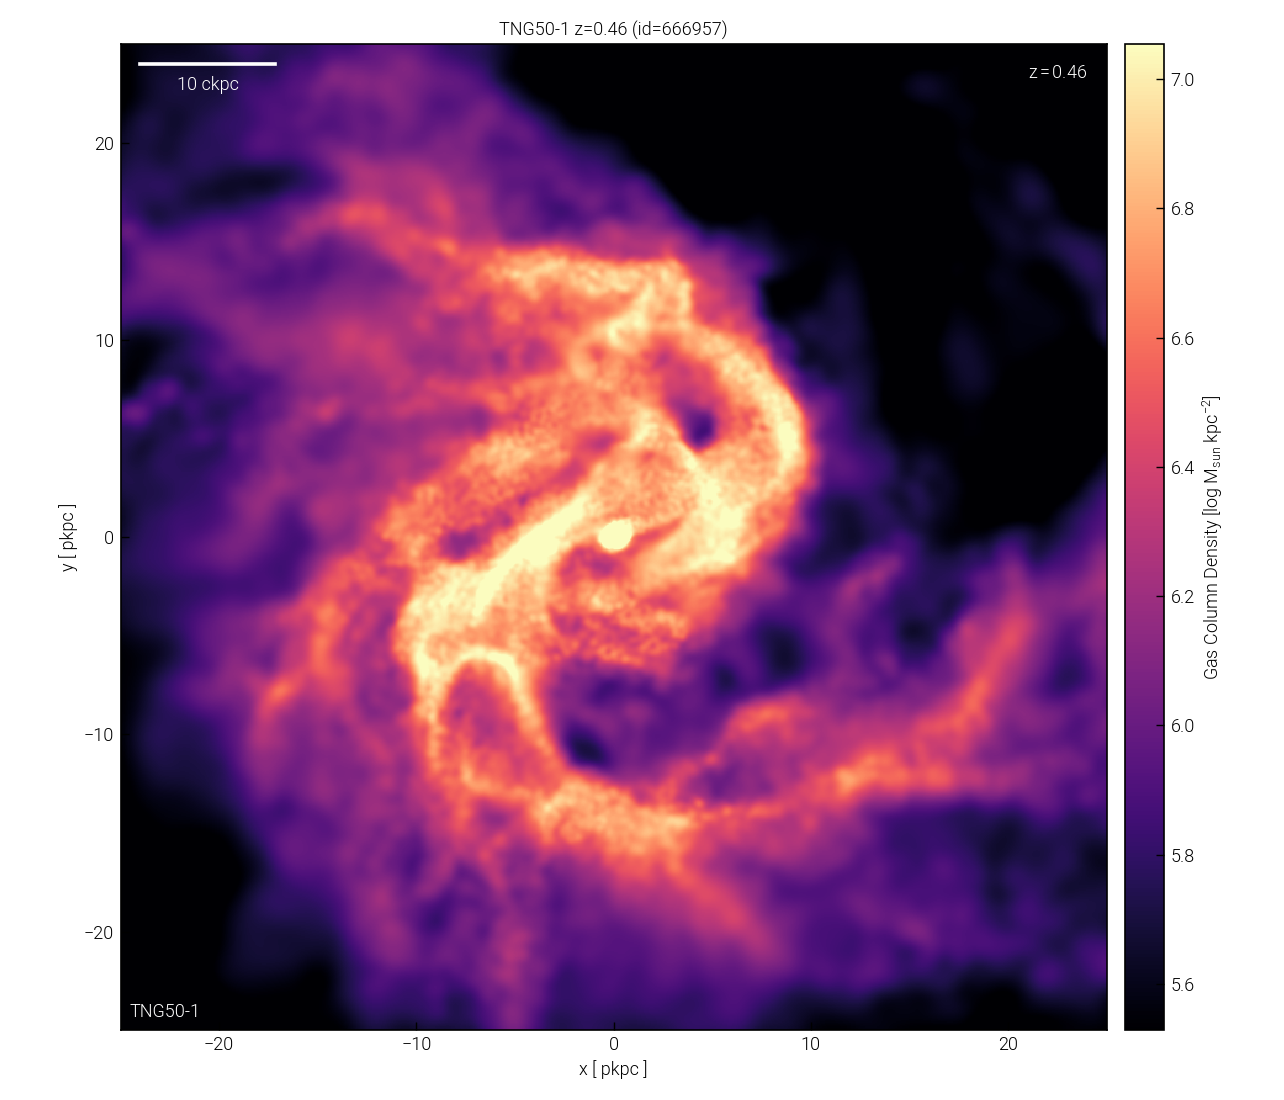 TNG50-1 z=0.46 (id=666957)
10 ckpc
z = 0.46
TNG50-1
20
10
0
−10
−20
y [ pkpc ]
−20
−10
0
10
20
x [ pkpc ]
7.0
6.8
6.6
6.4
6.2
6.0
5.8
5.6
Gas Column Density [log Msun kpc⁻²]